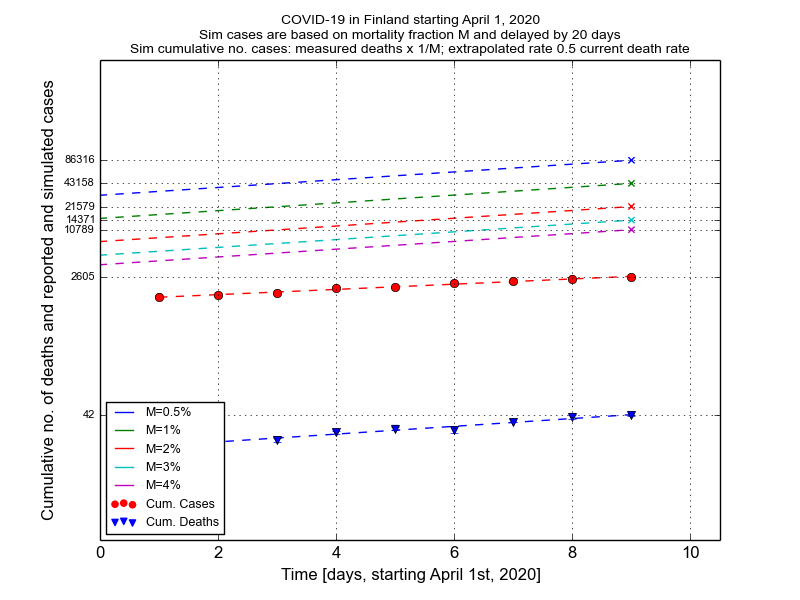 COVID-19 in Finland starting April 1, 2020
Sim cases are based on mortality fraction M and delayed by 20 days
Sim cumulative no. cases: measured deaths x 1/M; extrapolated rate 0.5 current death rate
Cumulative no. of deaths and reported and simulated cases
86316
43158
21579
14371
10789
2605
42
M=0.5%
M=1%
M=2%
M=3%
M=4%
Cum. Cases
Cum. Deaths
0 2 4 6 8 10
Time [days, starting April 1st, 2020]